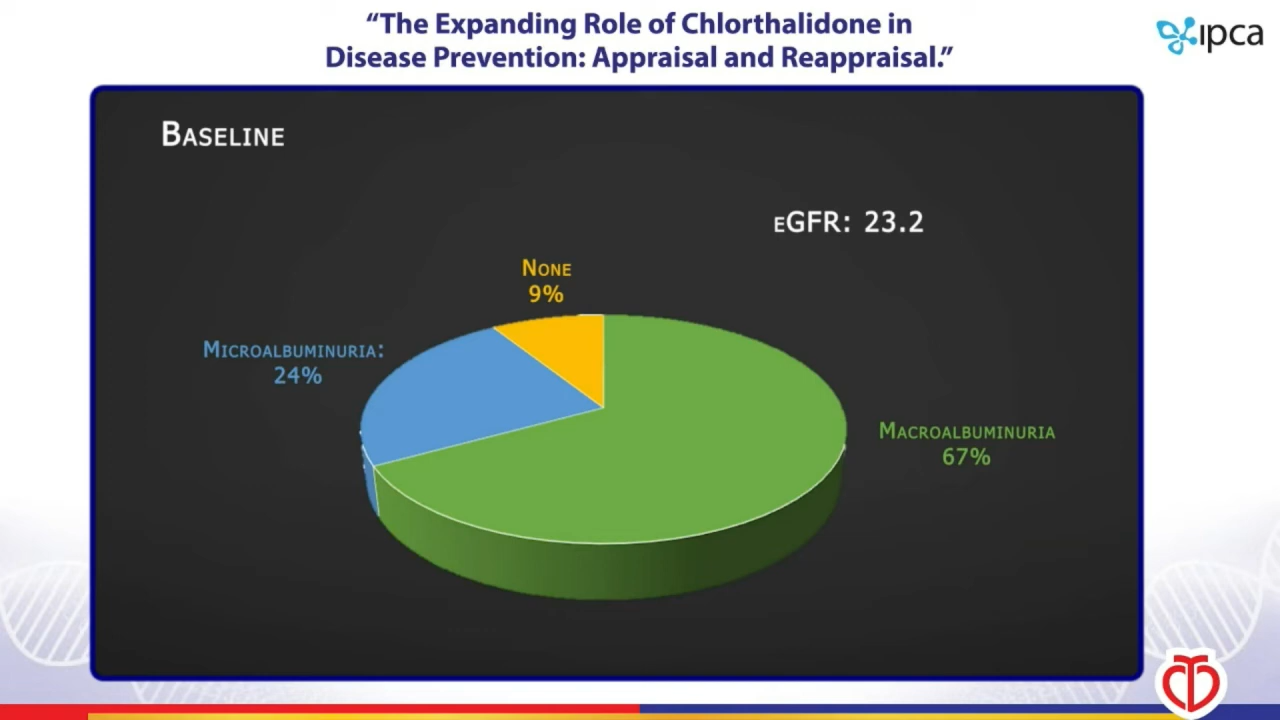 “The Expanding Role of Chlorthalidone in
Disease Prevention: Appraisal and Reappraisal.”
ipca
Baseline
eGFR: 23.2
None
9%
Microalbuminuria:
24%
Macroalbuminuria
67%